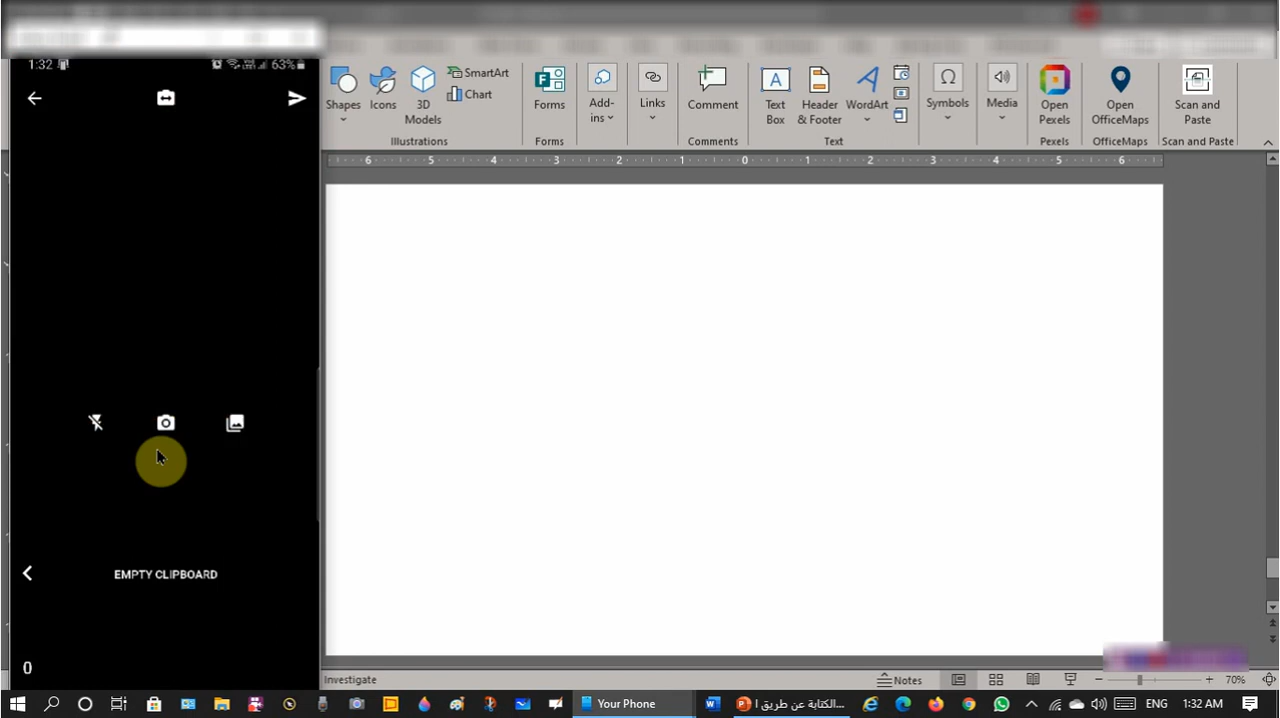 1:32
63%
EMPTY CLIPBOARD
0
Shapes
Icons
3D
Models
SmartArt
Chart
Illustrations
Forms
Forms
Add-
ins
Links
Comment
Comments
Text
Box
Header
& Footer
WordArt
Text
Symbols
Media
Open
Pexels
Pexels
Open
OfficeMaps
OfficeMaps
Scan and
Paste
Scan and Paste
6 5 4 3 2 1 0 1 2 3 4 5 6
Investigate
Notes
70%
Your Phone
الكتابة عن طريق ا...
ENG
1:32 AM